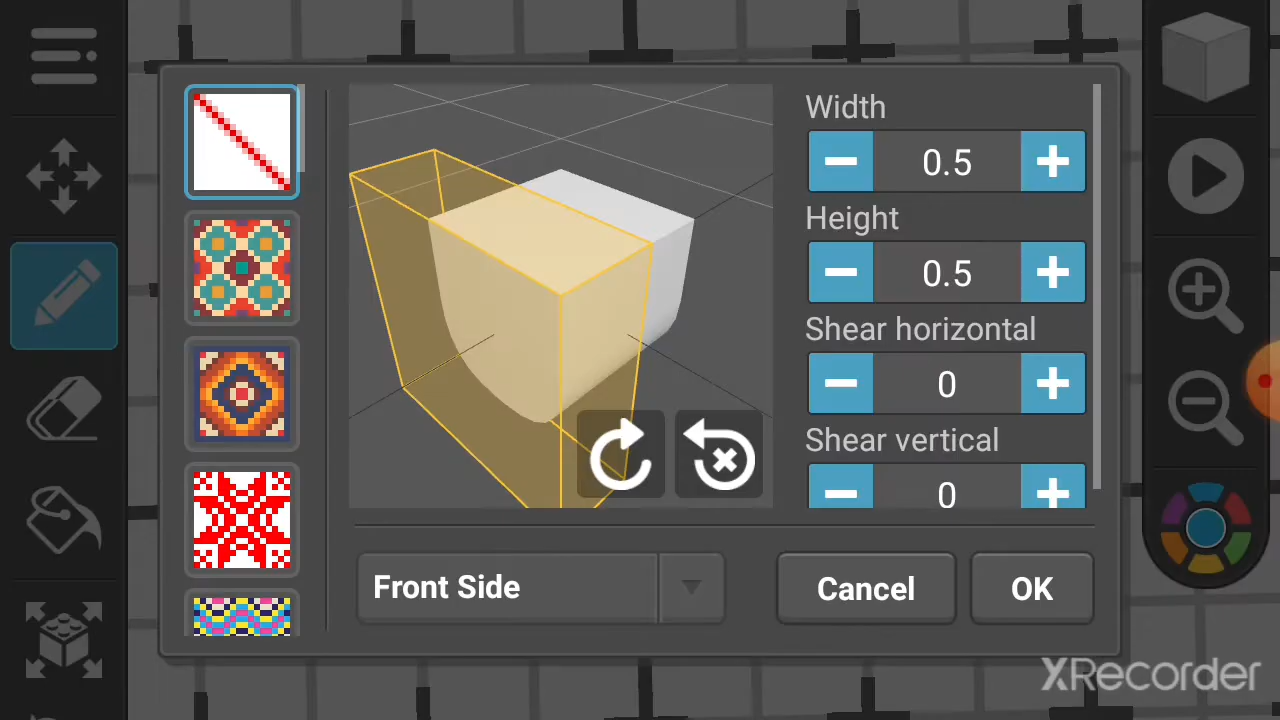 Width
0.5
Height
0.5
Shear horizontal
0
Shear vertical
0
Front Side
Cancel
OK
XRecorder